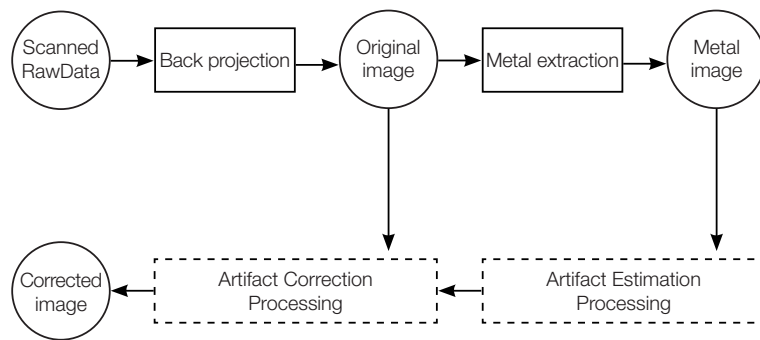 Scanned
RawData
Back projection
Original
image
Metal extraction
Metal
image
Corrected
image
Artifact Correction
Processing
Artifact Estimation
Processing